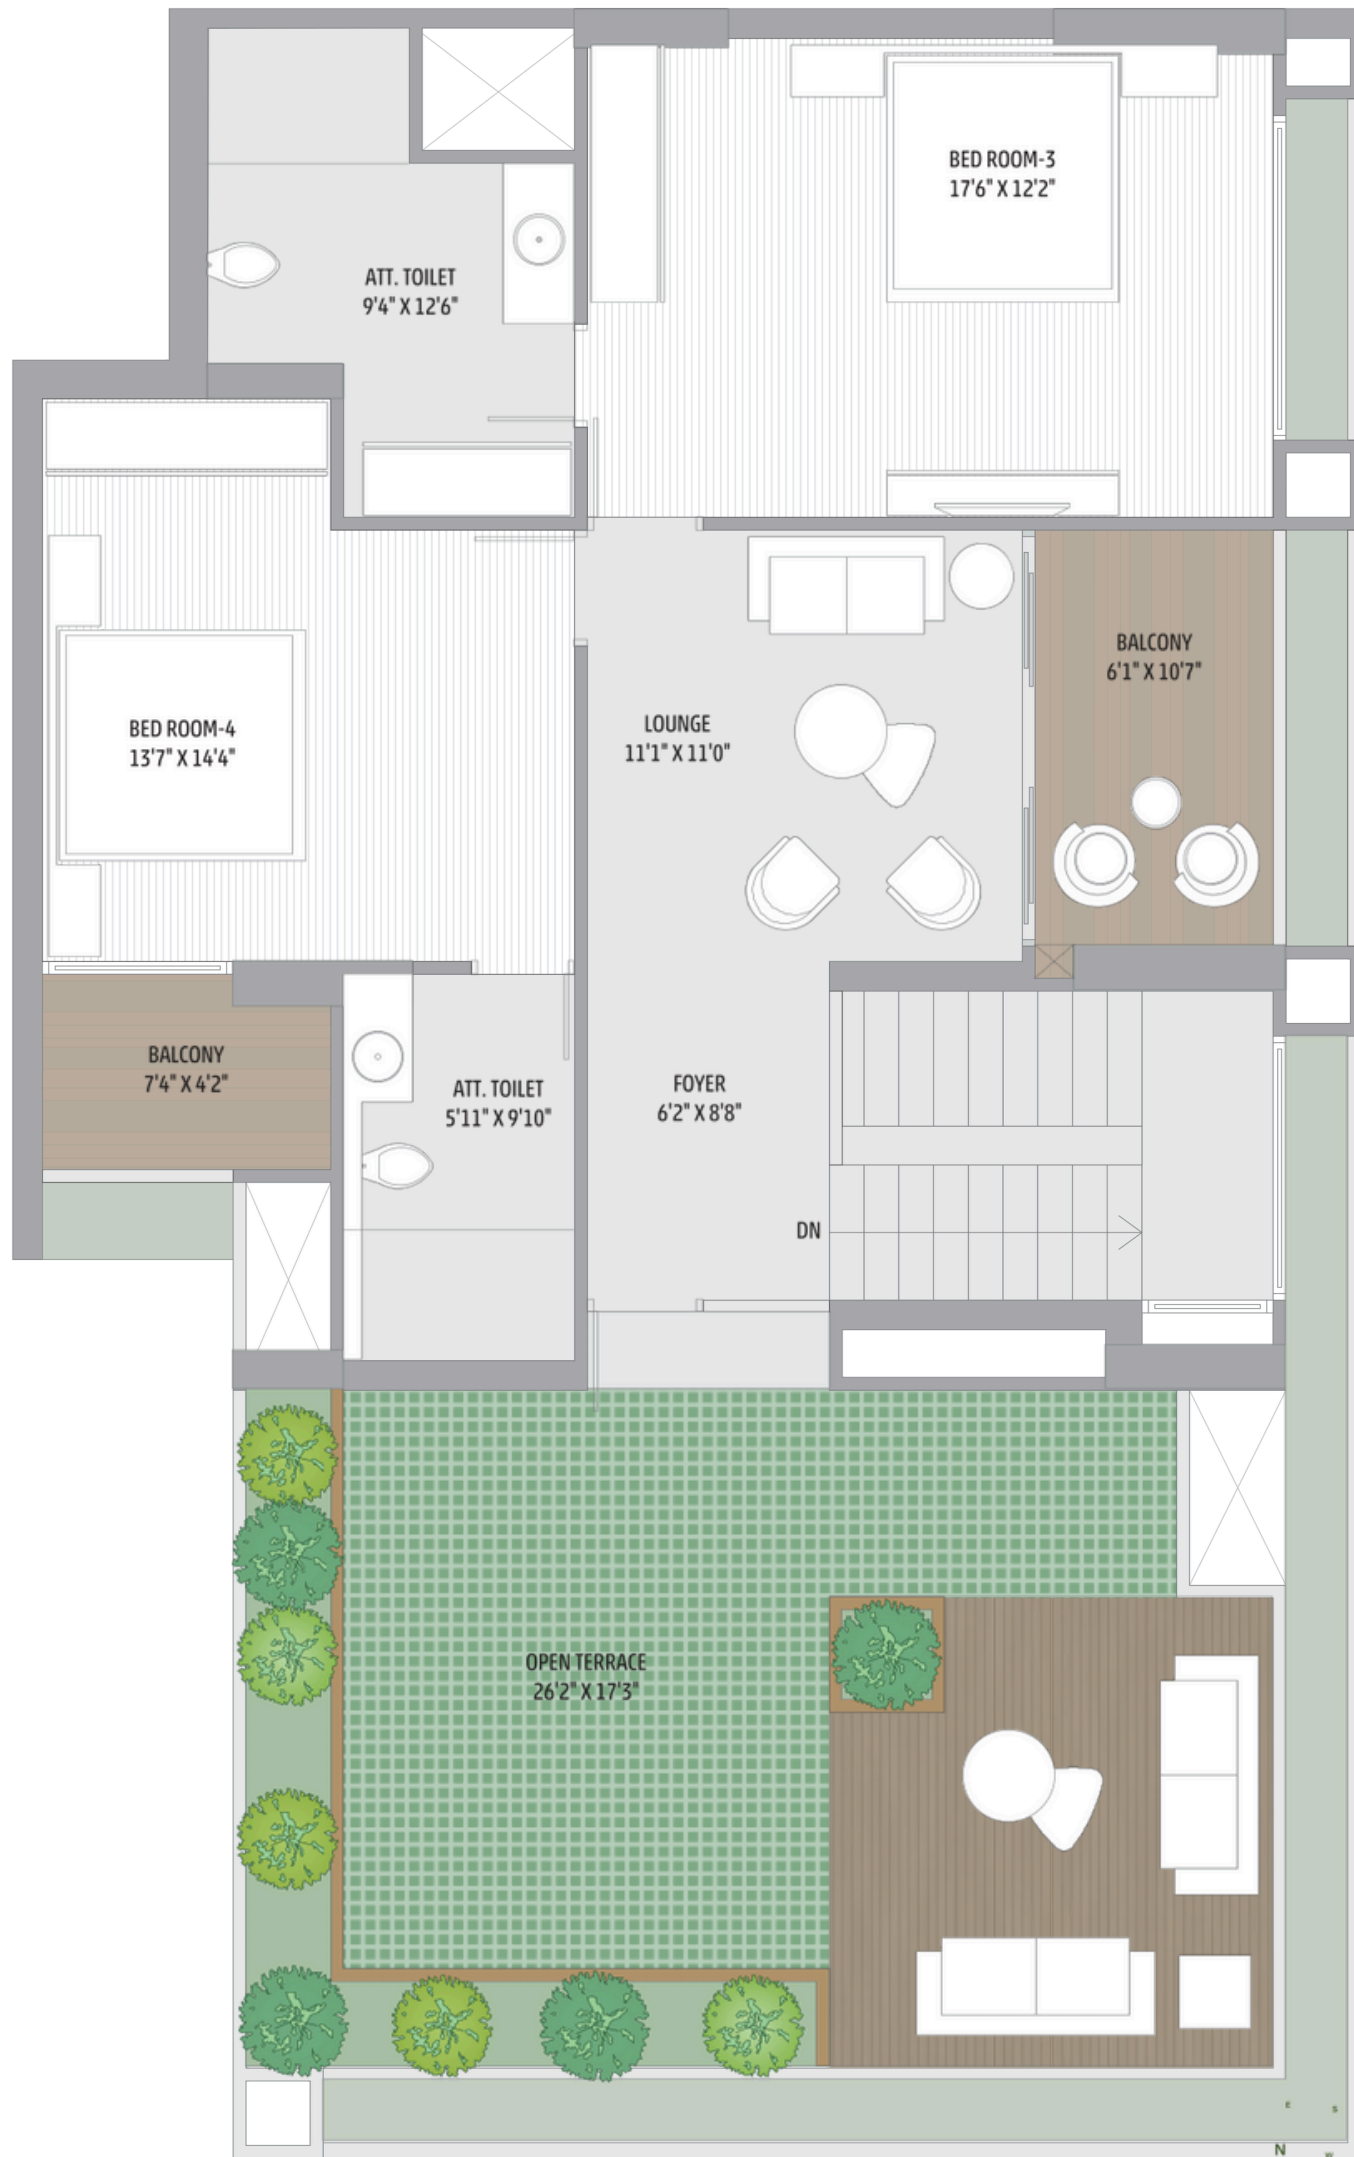 BED ROOM-3
17'6" X 12'2"
ATT. TOILET
9'4" X 12'6"
BALCONY
6'1" X 10'7"
LOUNGE
11'1" X 11'0"
BED ROOM-4
13'7" X 14'4"
BALCONY
7'4" X 4'2"
ATT. TOILET
5'11" X 9'10"
FOYER
6'2" X 8'8"
DN
OPEN TERRACE
26'2" X 17'3"
E
S
N
W